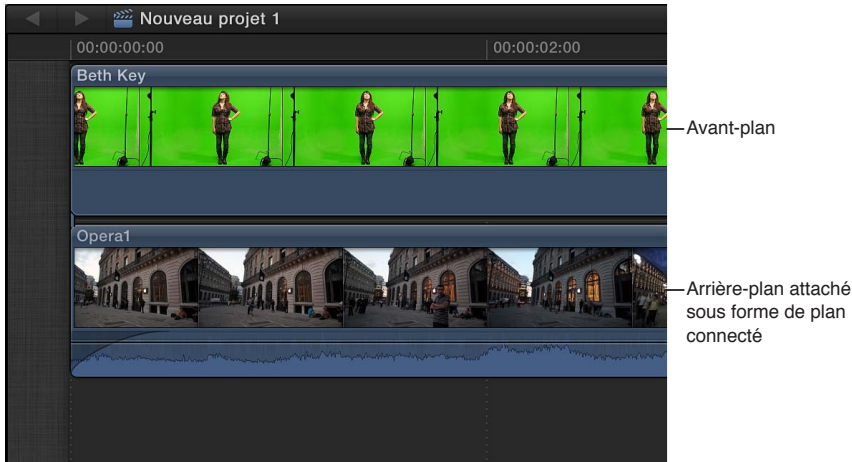 Nouveau projet 1
00:00:00:00
00:00:02:00
Beth Key
Avant-plan
Opera1
Arrière-plan attaché
sous forme de plan
connecté